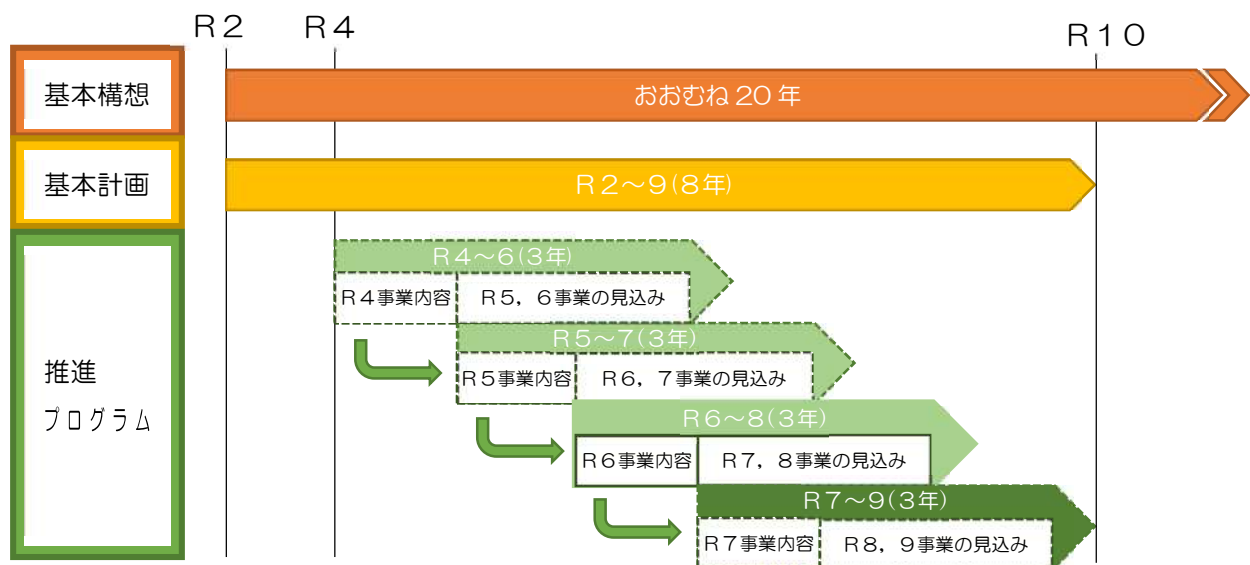 R2
R4
R10
基本構想
おおむね20年
基本計画
R2~9(8年)
推進
プログラム
R4~6(3年)
R4事業内容
R5,6事業の見込み
R5~7(3年)
R5事業内容
R6,7事業の見込み
R6~8(3年)
R6事業内容
R7,8事業の見込み
R7~9(3年)
R7事業内容
R8,9事業の見込み